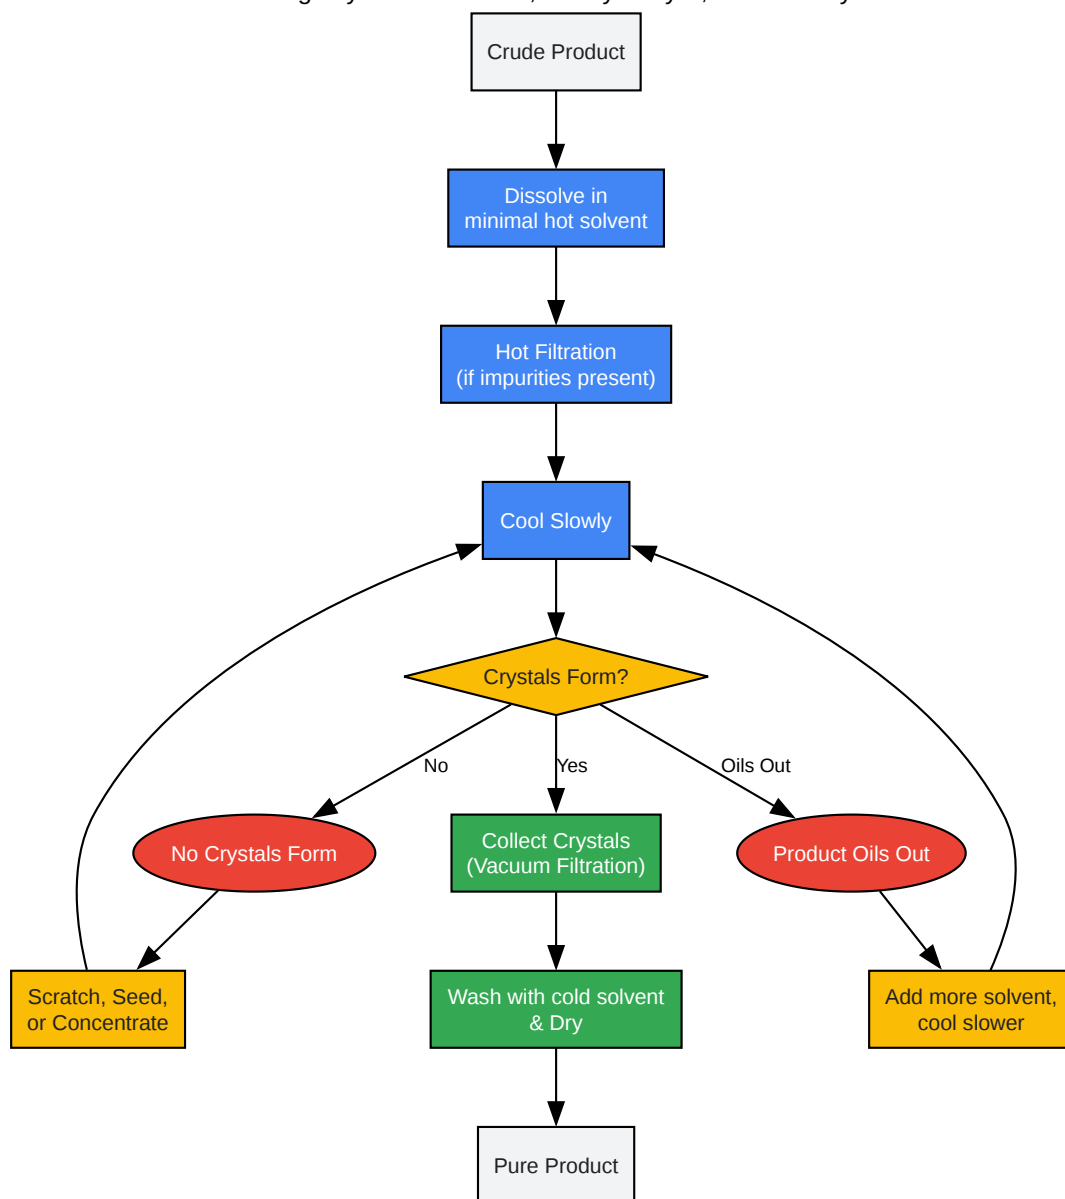 Crude Product
Dissolve in
minimal hot solvent
Hot Filtration
(if impurities present)
Cool Slowly
Crystals Form?
No
Yes
Oils Out
No Crystals Form
Collect Crystals
(Vacuum Filtration)
Product Oils Out
Scratch, Seed,
or Concentrate
Wash with cold solvent
& Dry
Add more solvent,
cool slower
Pure Product